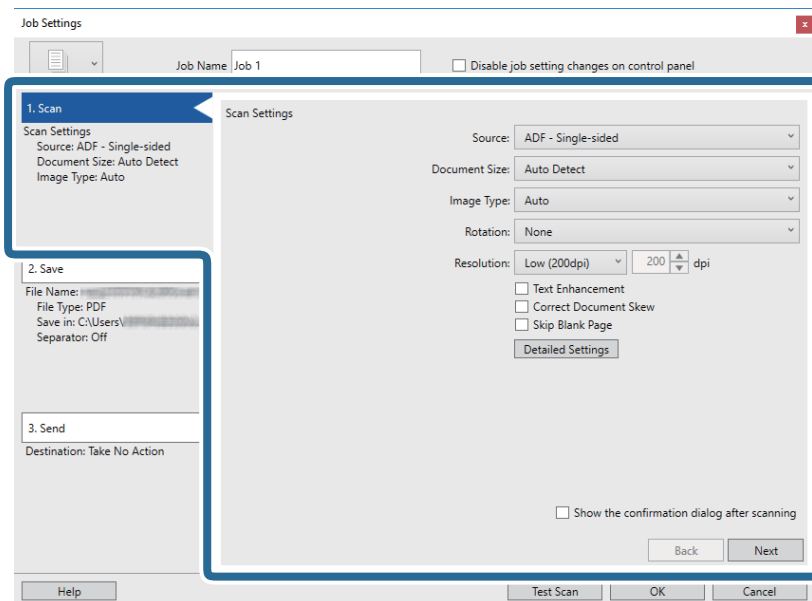 Job Settings
x
Job Name Job 1 Disable job setting changes on control panel
1. Scan
Scan Settings
Source: ADF - Single-sided
Document Size: Auto Detect
Image Type: Auto
2. Save
File Name:
File Type: PDF
Save in: C:\Users\
Separator: Off
3. Send
Destination: Take No Action
Scan Settings
Source: ADF - Single-sided
Document Size: Auto Detect
Image Type: Auto
Rotation: None
Resolution: Low (200dpi) 200 dpi
Text Enhancement
Correct Document Skew
Skip Blank Page
Detailed Settings
Show the confirmation dialog after scanning
Back Next
Help Test Scan OK Cancel